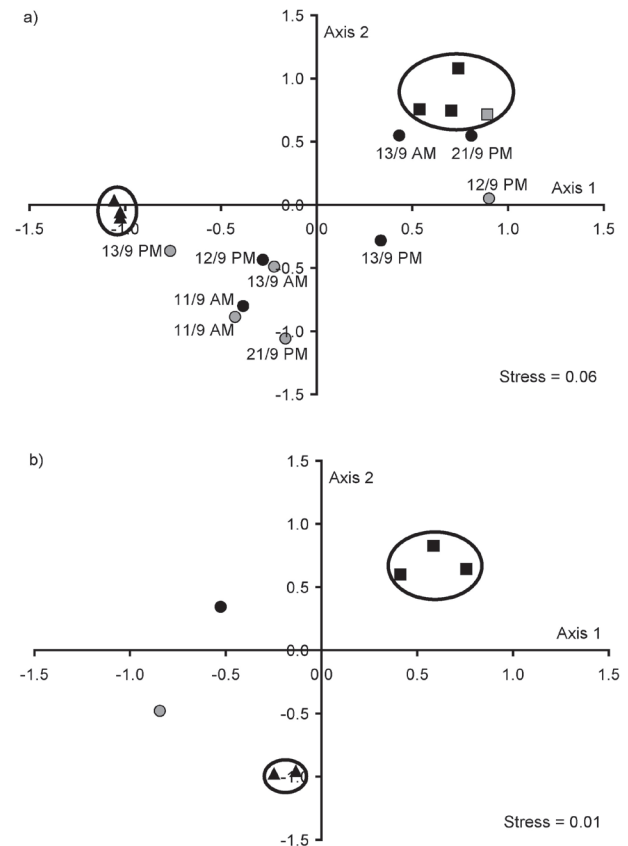 a)
1.5
Axis 2
1.0
0.5
13/9 AM 21/9 PM
12/9 PM
Axis 1
0.0
-1.5 -1.0 -0.5 0.0 0.5 1.0 1.5
13/9 PM
12/9 PM
13/9 PM
-0.5
13/9 AM
11/9 AM
11/9 AM
-1.0
21/9 PM
Stress = 0.06
-1.5
b)
1.5
Axis 2
1.0
0.5
Axis 1
0.0
-1.5 -1.0 -0.5 0.0 0.5 1.0 1.5
-0.5
-1.0
Stress = 0.01
-1.5